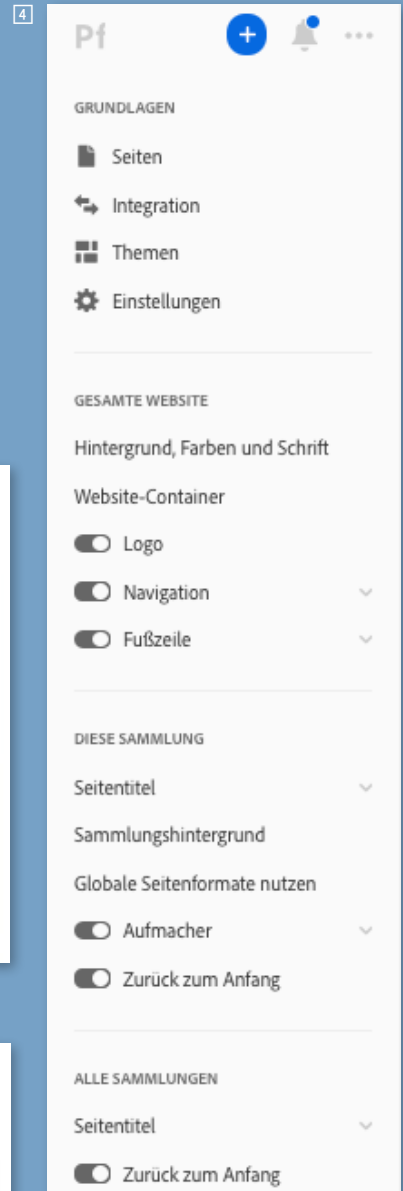 4
Pf
GRUNDLAGEN
Seiten
Integration
Themen
Einstellungen
GESAMTE WEBSITE
Hintergrund, Farben und Schrift
Website-Container
Logo
Navigation
Fußzeile
DIESE SAMMLUNG
Seitentitel
Sammlungshintergrund
Globale Seitenformate nutzen
Aufmacher
Zurück zum Anfang
ALLE SAMMLUNGEN
Seitentitel
Zurück zum Anfang